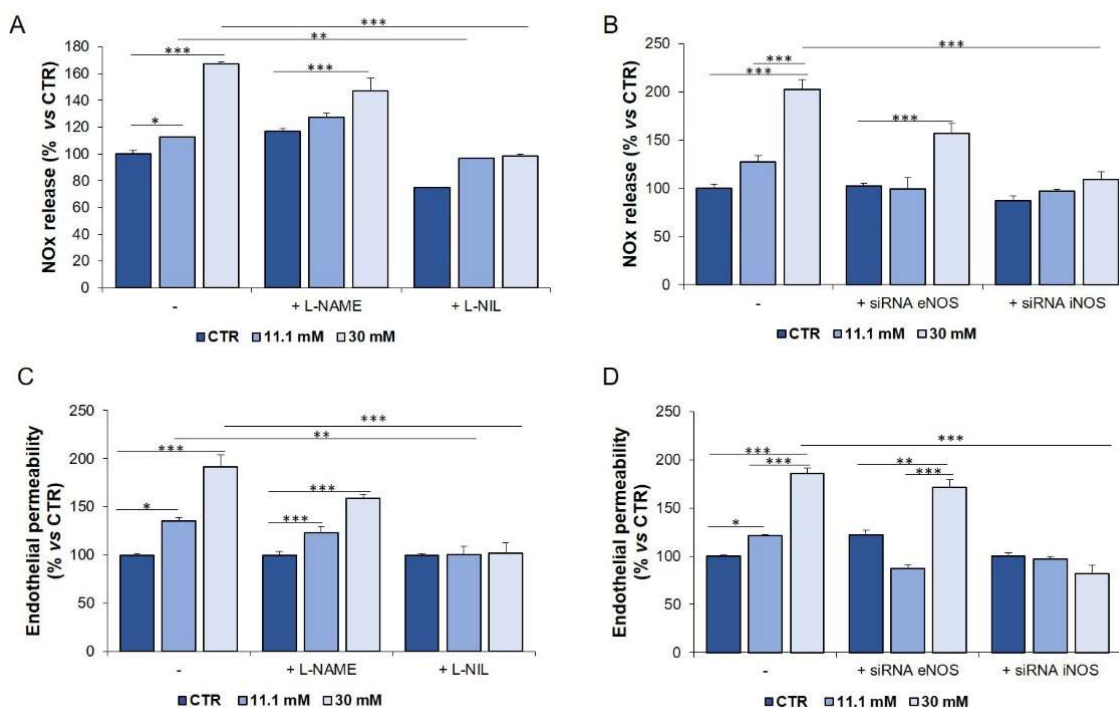 A
NOx release (% vs CTR)
180
160
140
120
100
80
60
40
20
0
***
**
***
***
*
-
+ L-NAME
+ L-NIL
CTR 11.1 mM 30 mM
B
NOx release (% vs CTR)
250
200
150
100
50
0
***
***
***
***
-
+ siRNA eNOS
+ siRNA iNOS
CTR 11.1 mM 30 mM
C
Endothelial permeability
(% vs CTR)
250
200
150
100
50
0
***
**
***
***
*
***
-
+ L-NAME
+ L-NIL
CTR 11.1 mM 30 mM
D
Endothelial permeability
(% vs CTR)
250
200
150
100
50
0
***
***
**
***
***
*
-
+ siRNA eNOS
+ siRNA iNOS
CTR 11.1 mM 30 mM